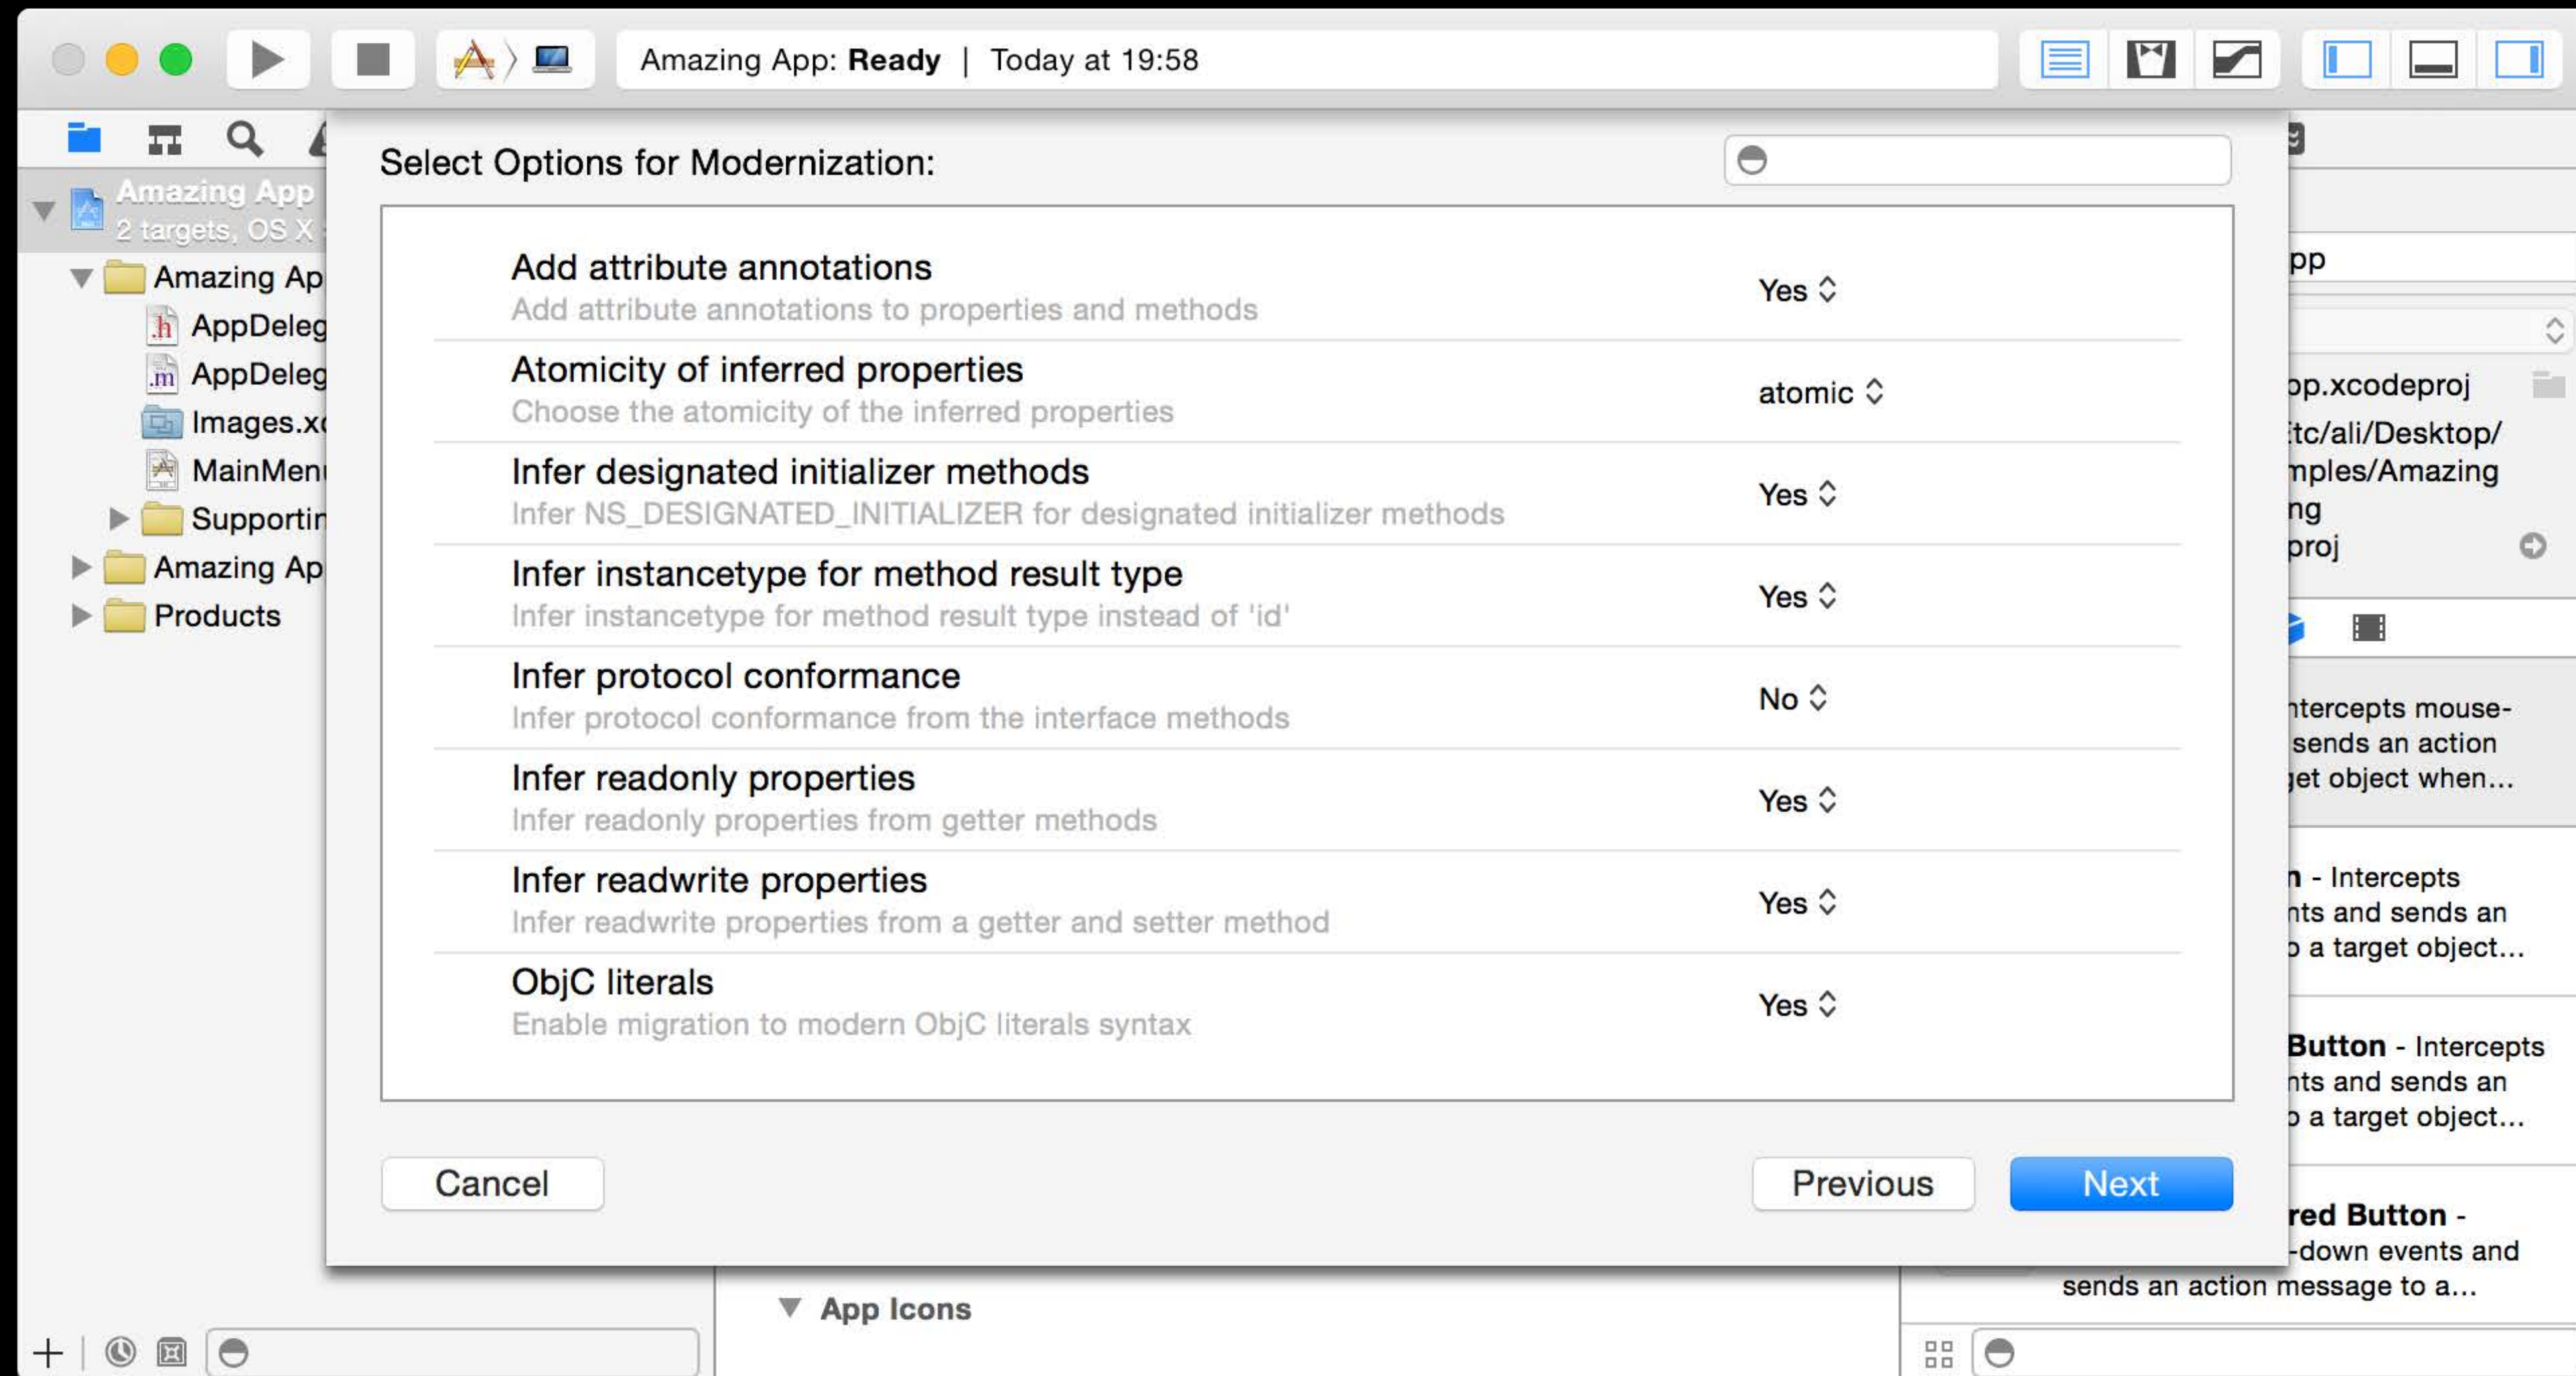 Amazing App: Ready | Today at 19:58
Select Options for Modernization:
Amazing App
2 targets, OS X
Amazing Ap
.h AppDeleg
.m AppDeleg
Images.xc
MainMenu
Supportin
Amazing Ap
Products
Add attribute annotations
Add attribute annotations to properties and methods
Yes
Atomicity of inferred properties
Choose the atomicity of the inferred properties
atomic
Infer designated initializer methods
Infer NS_DESIGNATED_INITIALIZER for designated initializer methods
Yes
Infer instancetype for method result type
Infer instancetype for method result type instead of 'id'
Yes
Infer protocol conformance
Infer protocol conformance from the interface methods
No
Infer readonly properties
Infer readonly properties from getter methods
Yes
Infer readwrite properties
Infer readwrite properties from a getter and setter method
Yes
ObjC literals
Enable migration to modern ObjC literals syntax
Yes
Cancel
Previous
Next
App Icons
pp
pp.xcodeproj
tc/ali/Desktop/
mples/Amazing
ng
proj
ntercepts mouse-
sends an action
get object when...
n - Intercepts
nts and sends an
o a target object...
Button - Intercepts
nts and sends an
o a target object...
red Button -
-down events and
sends an action message to a...